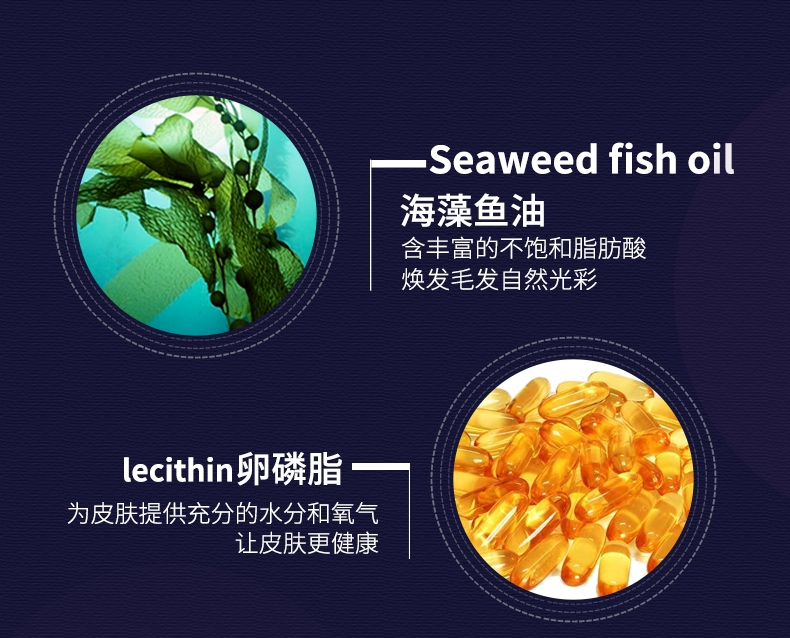 Seaweed fish oil
海藻鱼油
含丰富的不饱和脂肪酸
焕发毛发自然光彩
lecithin卵磷脂
为皮肤提供充分的水分和氧气
让皮肤更健康